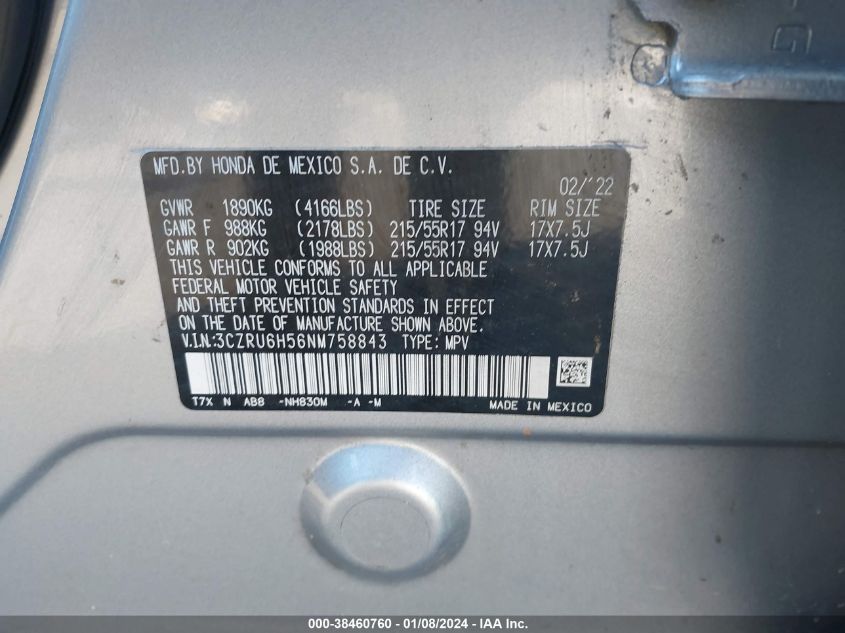 G
MFD.BY HONDA DE MEXICO S.A. DE C.V.
02/'22
GVWR 1890KG (4166LBS) TIRE SIZE RIM SIZE
GAWR F 988KG (2178LBS) 215/55R17 94V 17X7.5J
GAWR R 902KG (1988LBS) 215/55R17 94V 17X7.5J
THIS VEHICLE CONFORMS TO ALL APPLICABLE
FEDERAL MOTOR VEHICLE SAFETY
AND THEFT PREVENTION STANDARDS IN EFFECT
ON THE DATE OF MANUFACTURE SHOWN ABOVE.
V.I.N:3CZRU6H56NM758843 TYPE: MPV
T7X N AB8 -NH830M -A -M MADE IN MEXICO
000-38460760 - 01/08/2024 - IAA Inc.